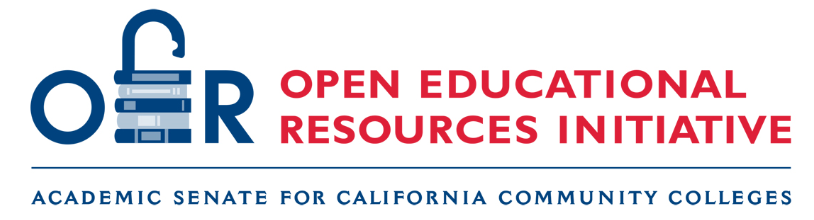 OER
OPEN EDUCATIONAL
RESOURCES INITIATIVE
ACADEMIC SENATE FOR CALIFORNIA COMMUNITY COLLEGES